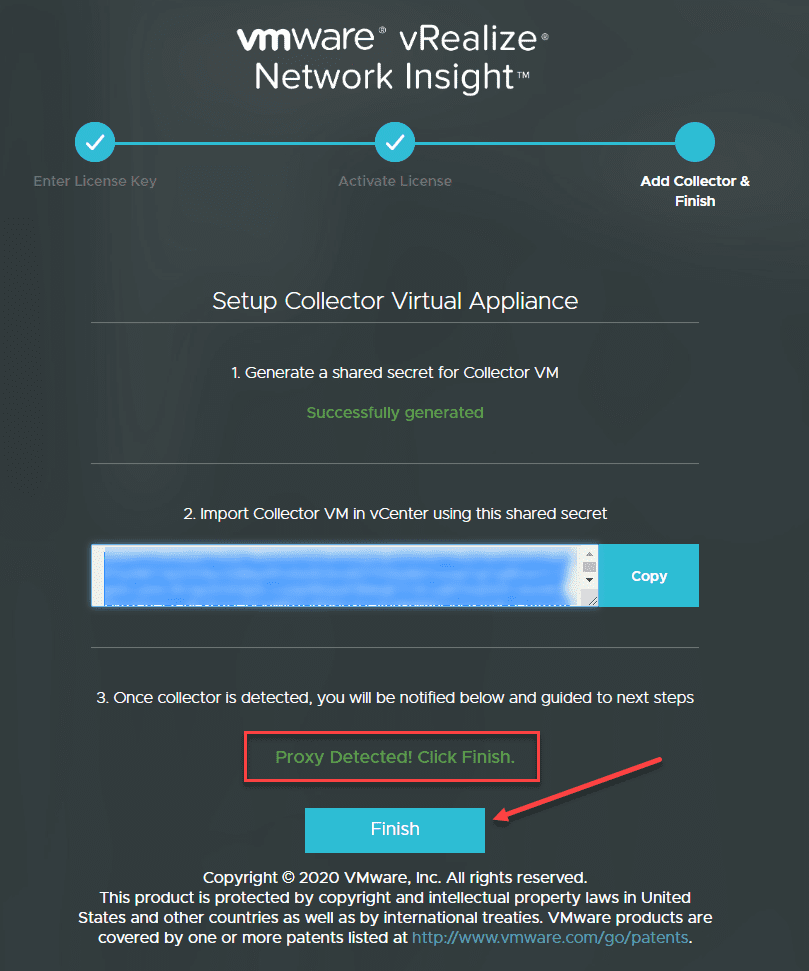 vmware® vRealize®
Network Insight™
Enter License Key
Activate License
Add Collector &
Finish
Setup Collector Virtual Appliance
1. Generate a shared secret for Collector VM
Successfully generated
2. Import Collector VM in vCenter using this shared secret
Copy
3. Once collector is detected, you will be notified below and guided to next steps
Proxy Detected! Click Finish.
Finish
Copyright © 2020 VMware, Inc. All rights reserved.
This product is protected by copyright and intellectual property laws in United
States and other countries as well as by international treaties. VMware products are
covered by one or more patents listed at http://www.vmware.com/go/patents.